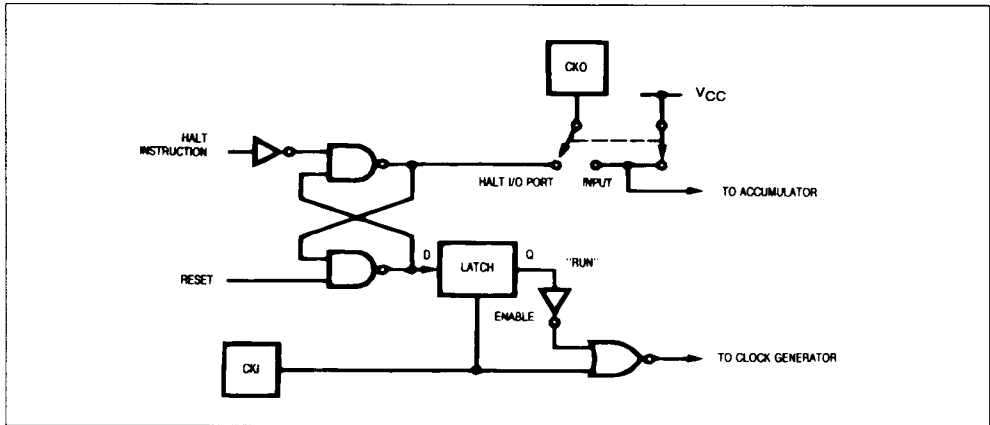 CKO
VCC
HALT
INSTRUCTION
HALT I/O PORT
INPUT
TO ACCUMULATOR
D
LATCH
Q
"RUN"
RESET
ENABLE
CKI
TO CLOCK GENERATOR